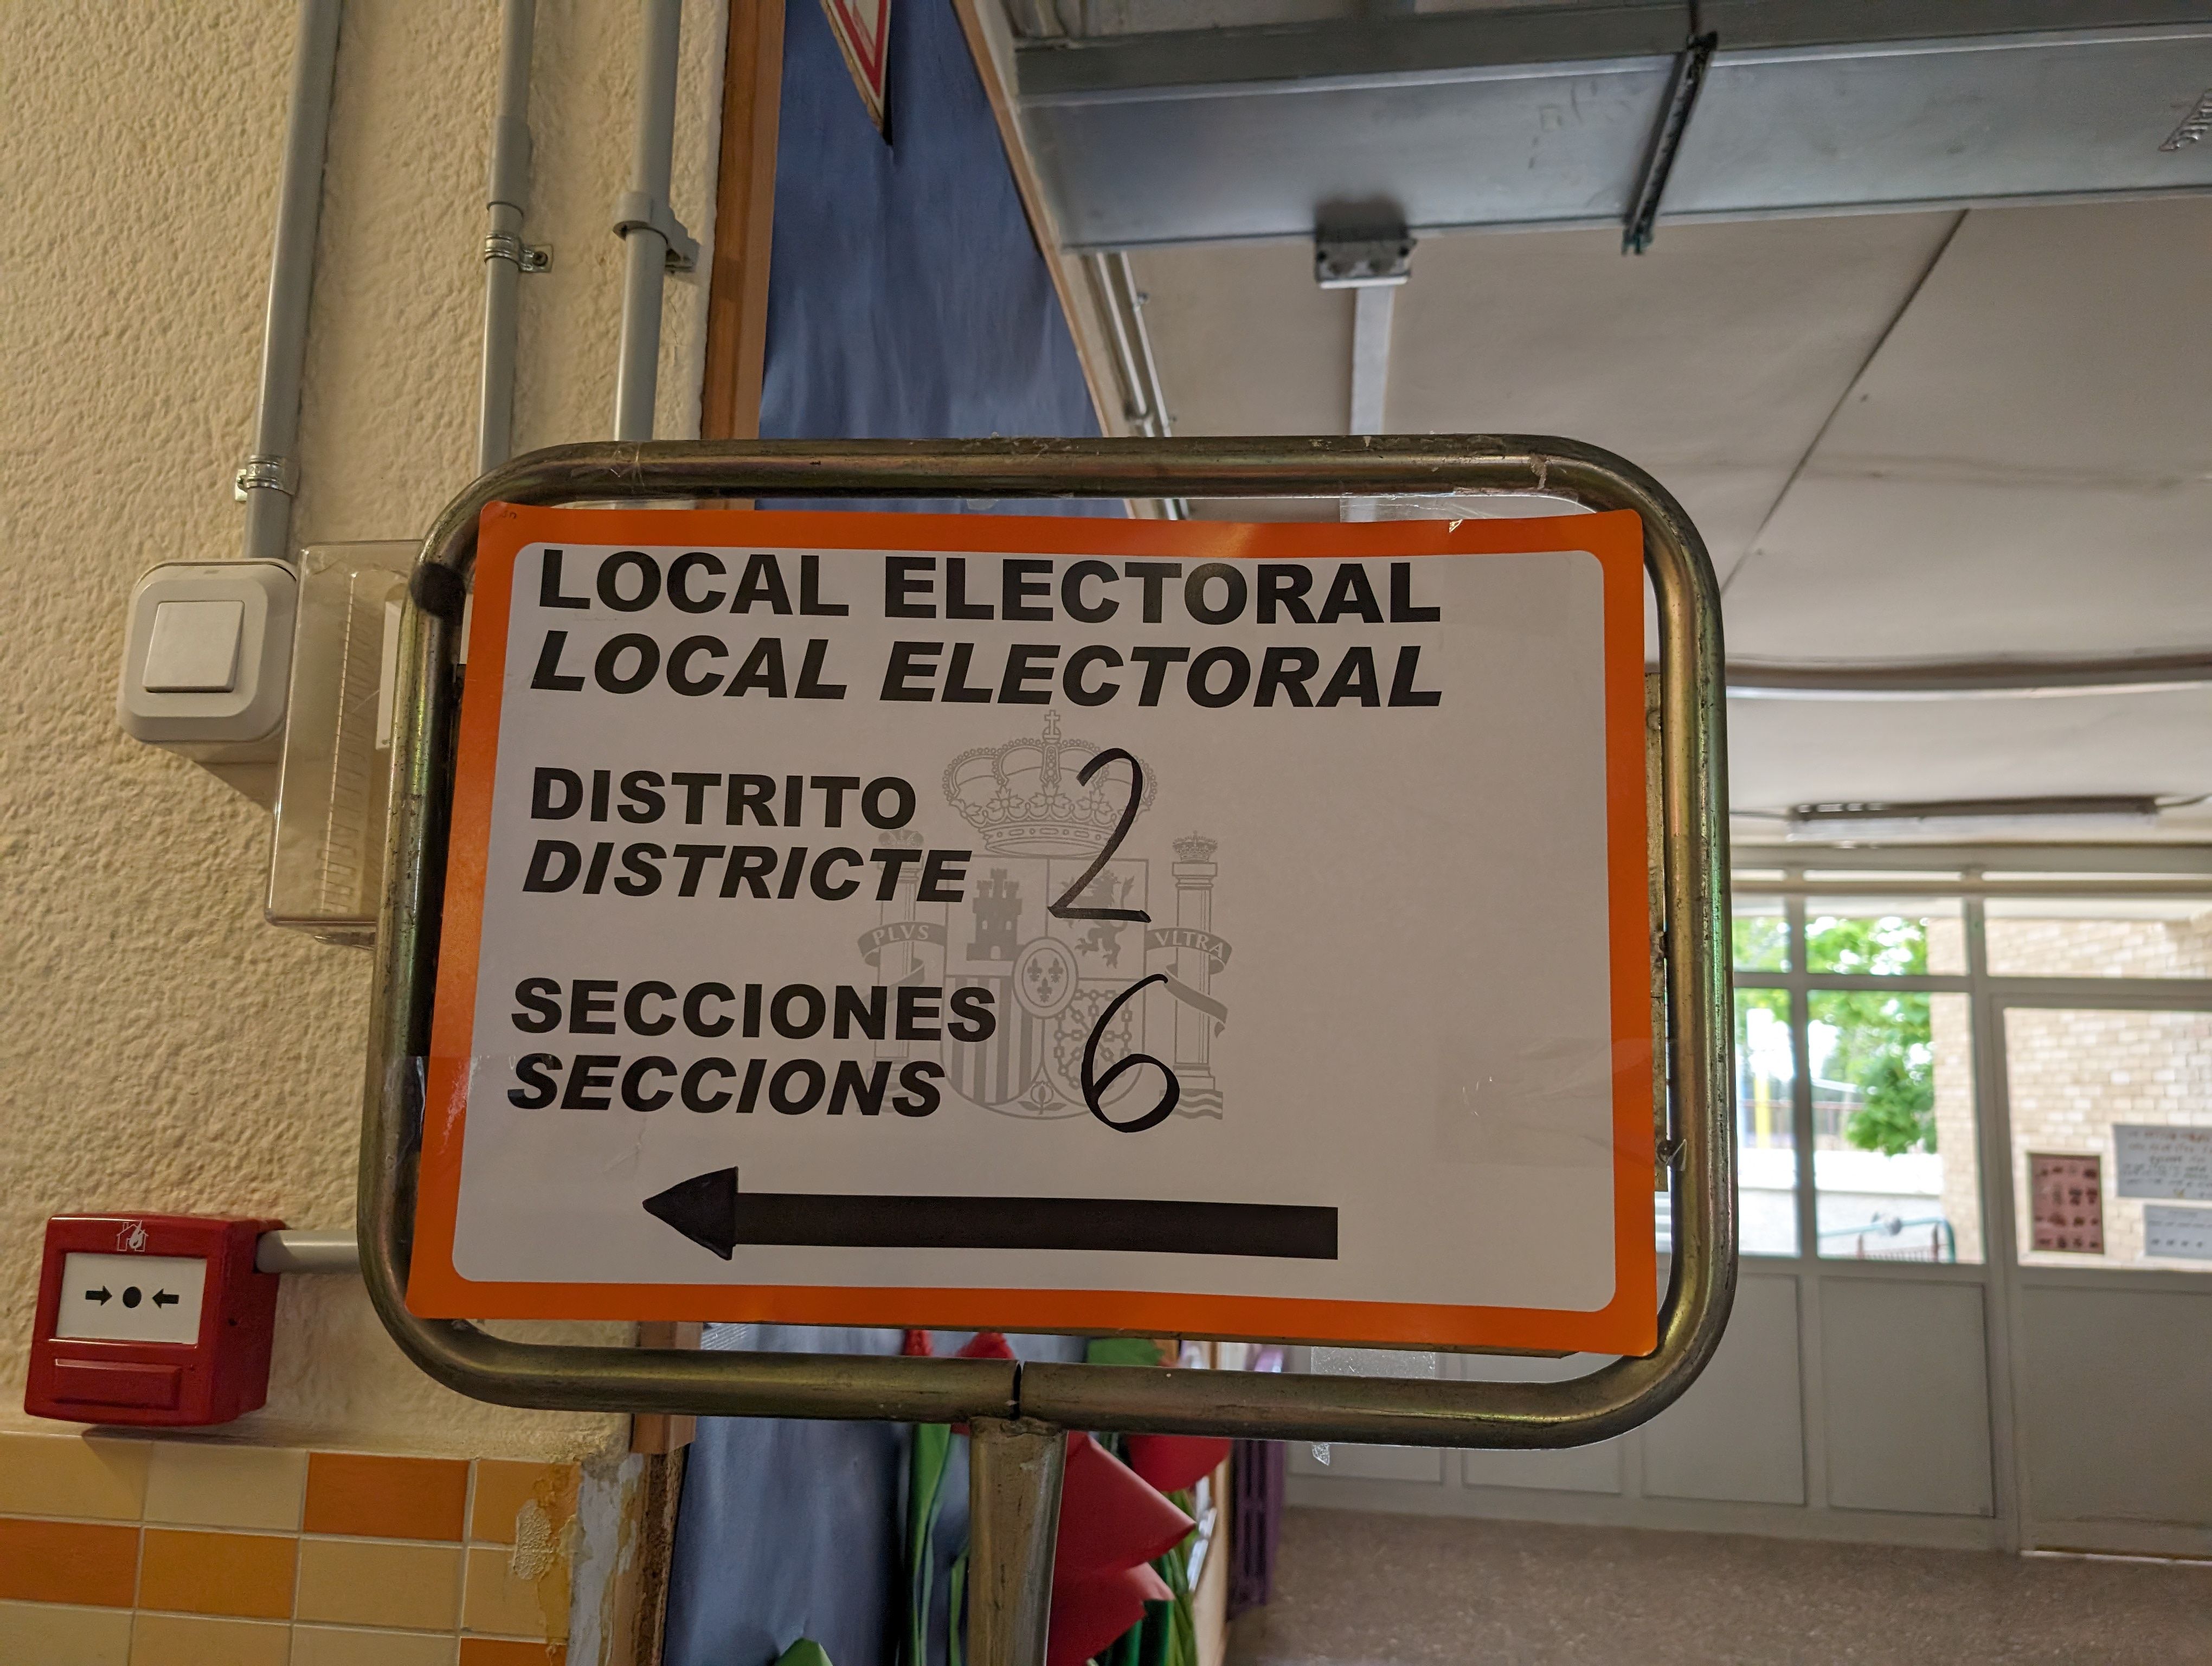 LOCAL ELECTORAL
LOCAL ELECTORAL
DISTRITO 2
DISTRICTE
PLVS VLTRA
SECCIONES 6
SECCIONS